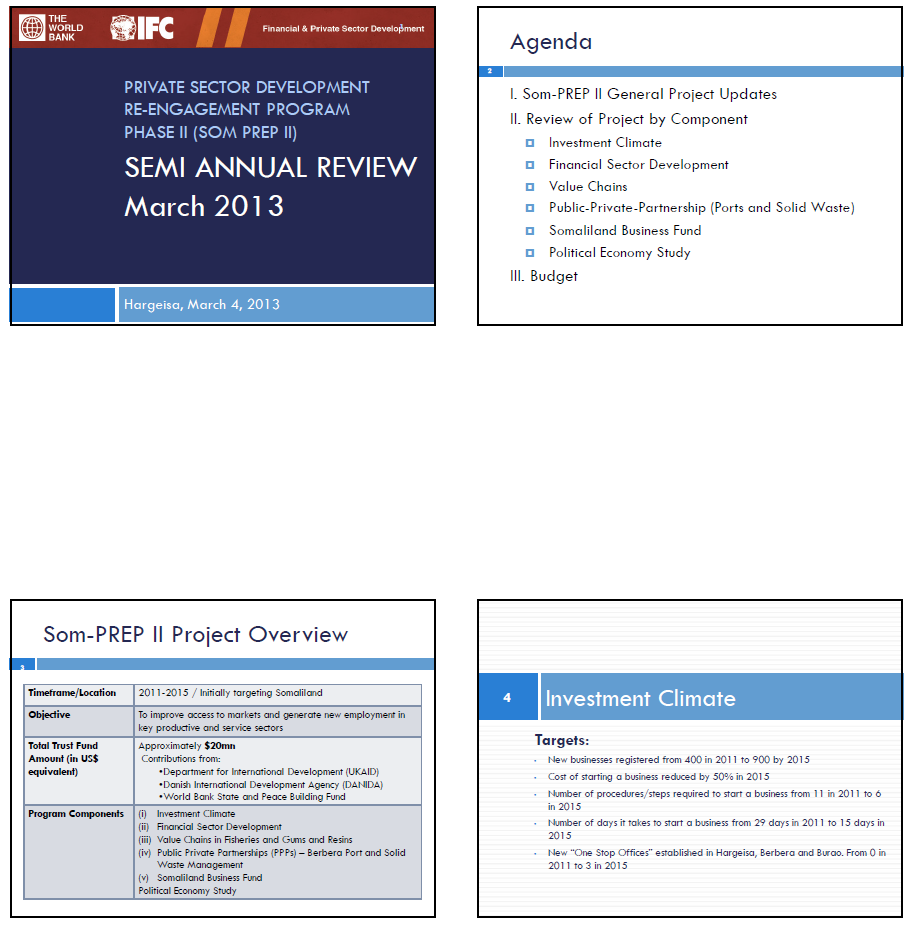 THE
WORLD
BANK
IFC
Financial & Private Sector Development
1
PRIVATE SECTOR DEVELOPMENT
RE-ENGAGEMENT PROGRAM
PHASE II (SOM PREP II)
SEMI ANNUAL REVIEW
March 2013
Hargeisa, March 4, 2013
Agenda
2
I. Som-PREP II General Project Updates
II. Review of Project by Component
Investment Climate
Financial Sector Development
Value Chains
Public-Private-Partnership (Ports and Solid Waste)
Somaliland Business Fund
Political Economy Study
III. Budget
Som-PREP II Project Overview
3
Timeframe/Location 2011-2015 / Initially targeting Somaliland
Objective To improve access to markets and generate new employment in
key productive and service sectors
Total Trust Fund Approximately $20mn
Amount (in US$ Contributions from:
equivalent) •Department for International Development (UKAID)
•Danish International Development Agency (DANIDA)
•World Bank State and Peace Building Fund
Program Components (i) Investment Climate
(ii) Financial Sector Development
(iii) Value Chains in Fisheries and Gums and Resins
(iv) Public Private Partnerships (PPPs) – Berbera Port and Solid
Waste Management
(v) Somaliland Business Fund
Political Economy Study
4
Investment Climate
Targets:
- New businesses registered from 400 in 2011 to 900 by 2015
- Cost of starting a business reduced by 50% in 2015
- Number of procedures/steps required to start a business from 11 in 2011 to 6
in 2015
- Number of days it takes to start a business from 29 days in 2011 to 15 days in
2015
- New “One Stop Offices” established in Hargeisa, Berbera and Burao. From 0 in
2011 to 3 in 2015